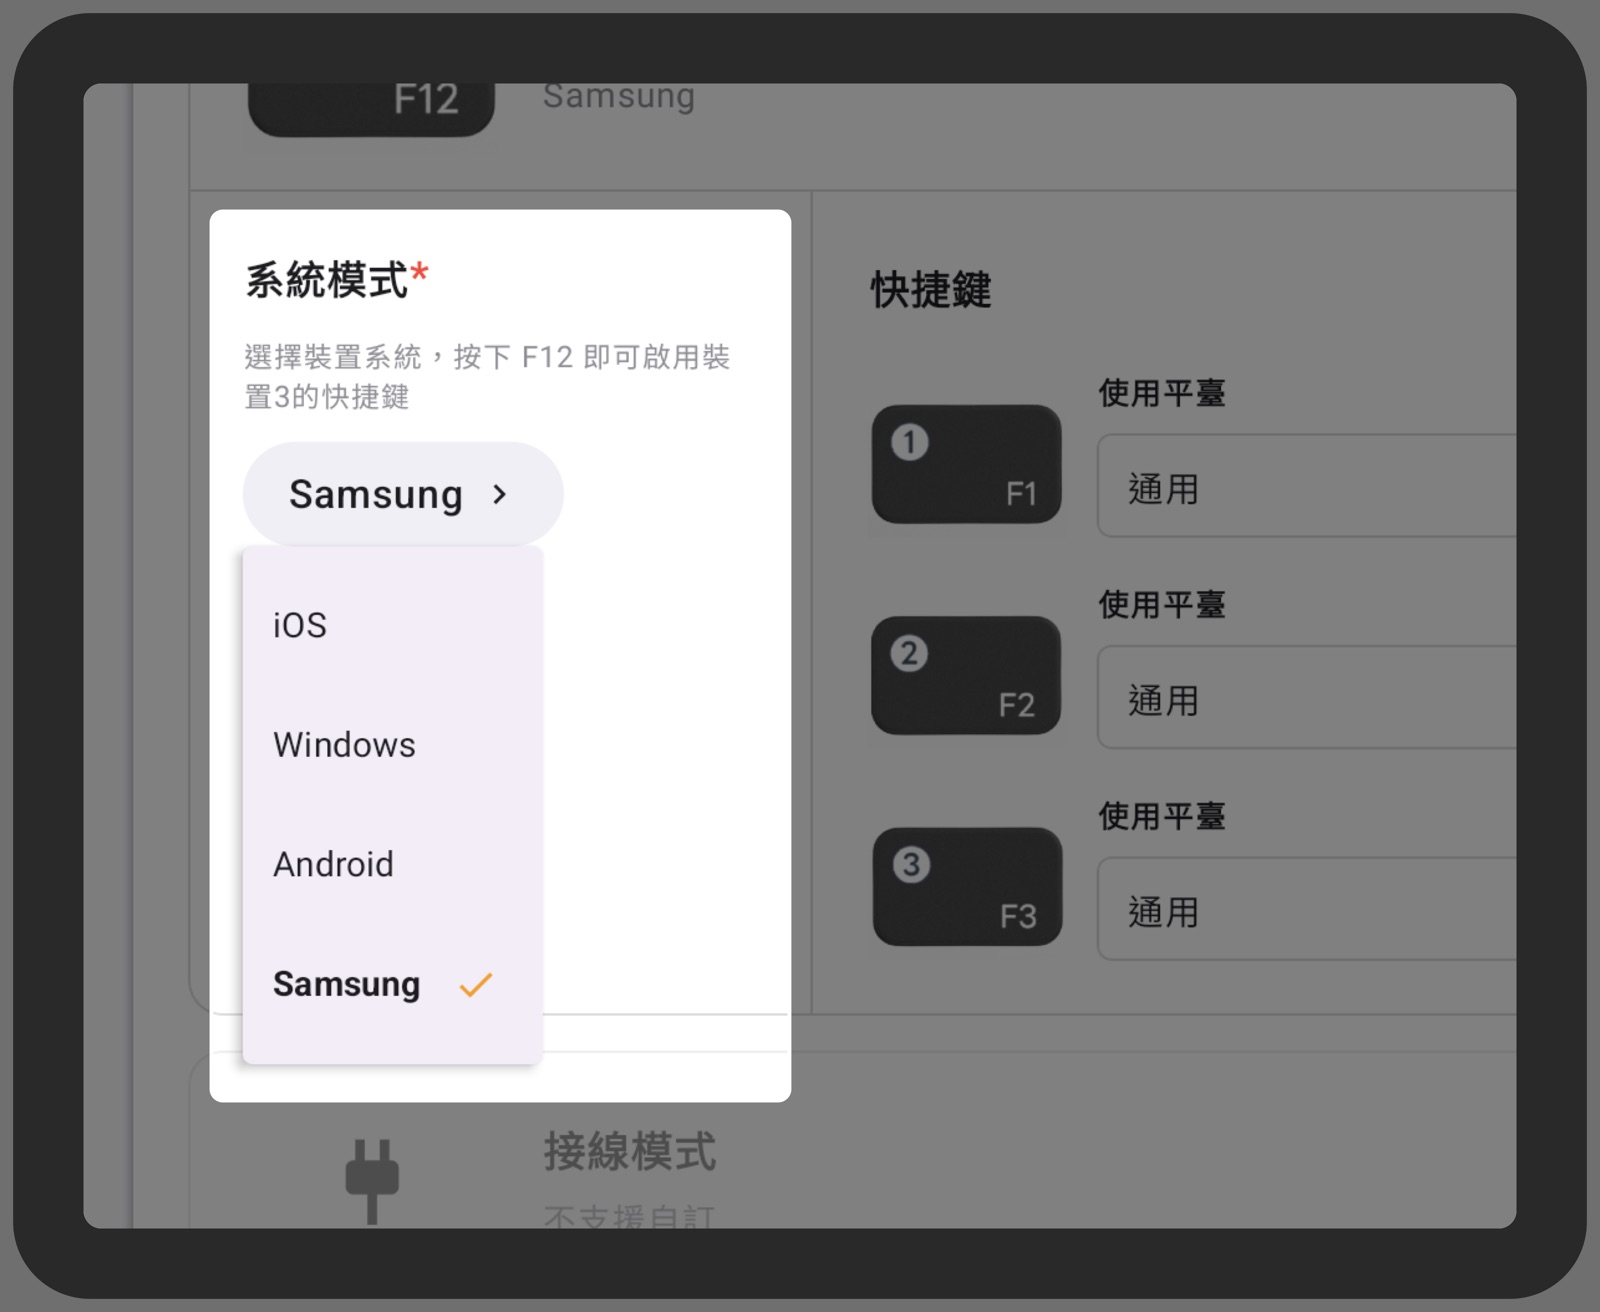 F12
Samsung
系統模式*
選擇裝置系統，按下 F12 即可啟用裝
置3的快捷鍵
Samsung >
iOS
Windows
Android
Samsung
快捷鍵
使用平臺
1
F1
通用
使用平臺
2
F2
通用
使用平臺
3
F3
通用
接線模式
不支援自訂